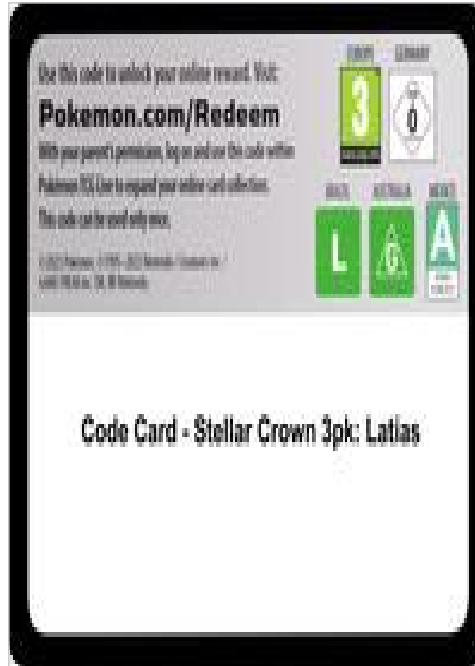 Use this code to unlock your online reward. Visit:
Pokemon.com/Redeem
With your parent's permission, log on and use this code within
Pokémon TCG Live to expand your online card collection.
This code can be used only once.
EUROPE GERMANY
3
0
BRAZIL AUSTRALIA MEXICO
L
G
A
Code Card - Stellar Crown 3pk: Latias